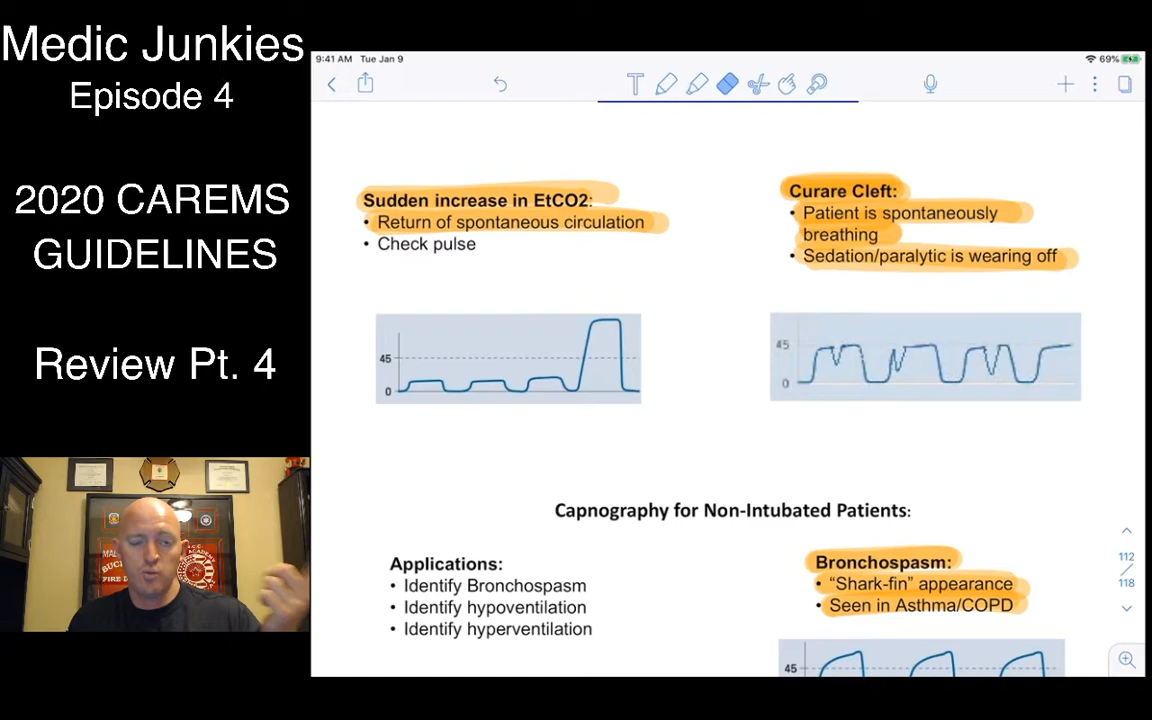 Medic Junkies
Episode 4
2020 CAREMS
GUIDELINES
Review Pt. 4
9:41 AM Tue Jan 9
69%
T
Sudden increase in EtCO2:
• Return of spontaneous circulation
• Check pulse
45
0
Curare Cleft:
• Patient is spontaneously
breathing
• Sedation/paralytic is wearing off
45
0
Capnography for Non-Intubated Patients:
Applications:
• Identify Bronchospasm
• Identify hypoventilation
• Identify hyperventilation
Bronchospasm:
• “Shark-fin” appearance
• Seen in Asthma/COPD
45
112
118